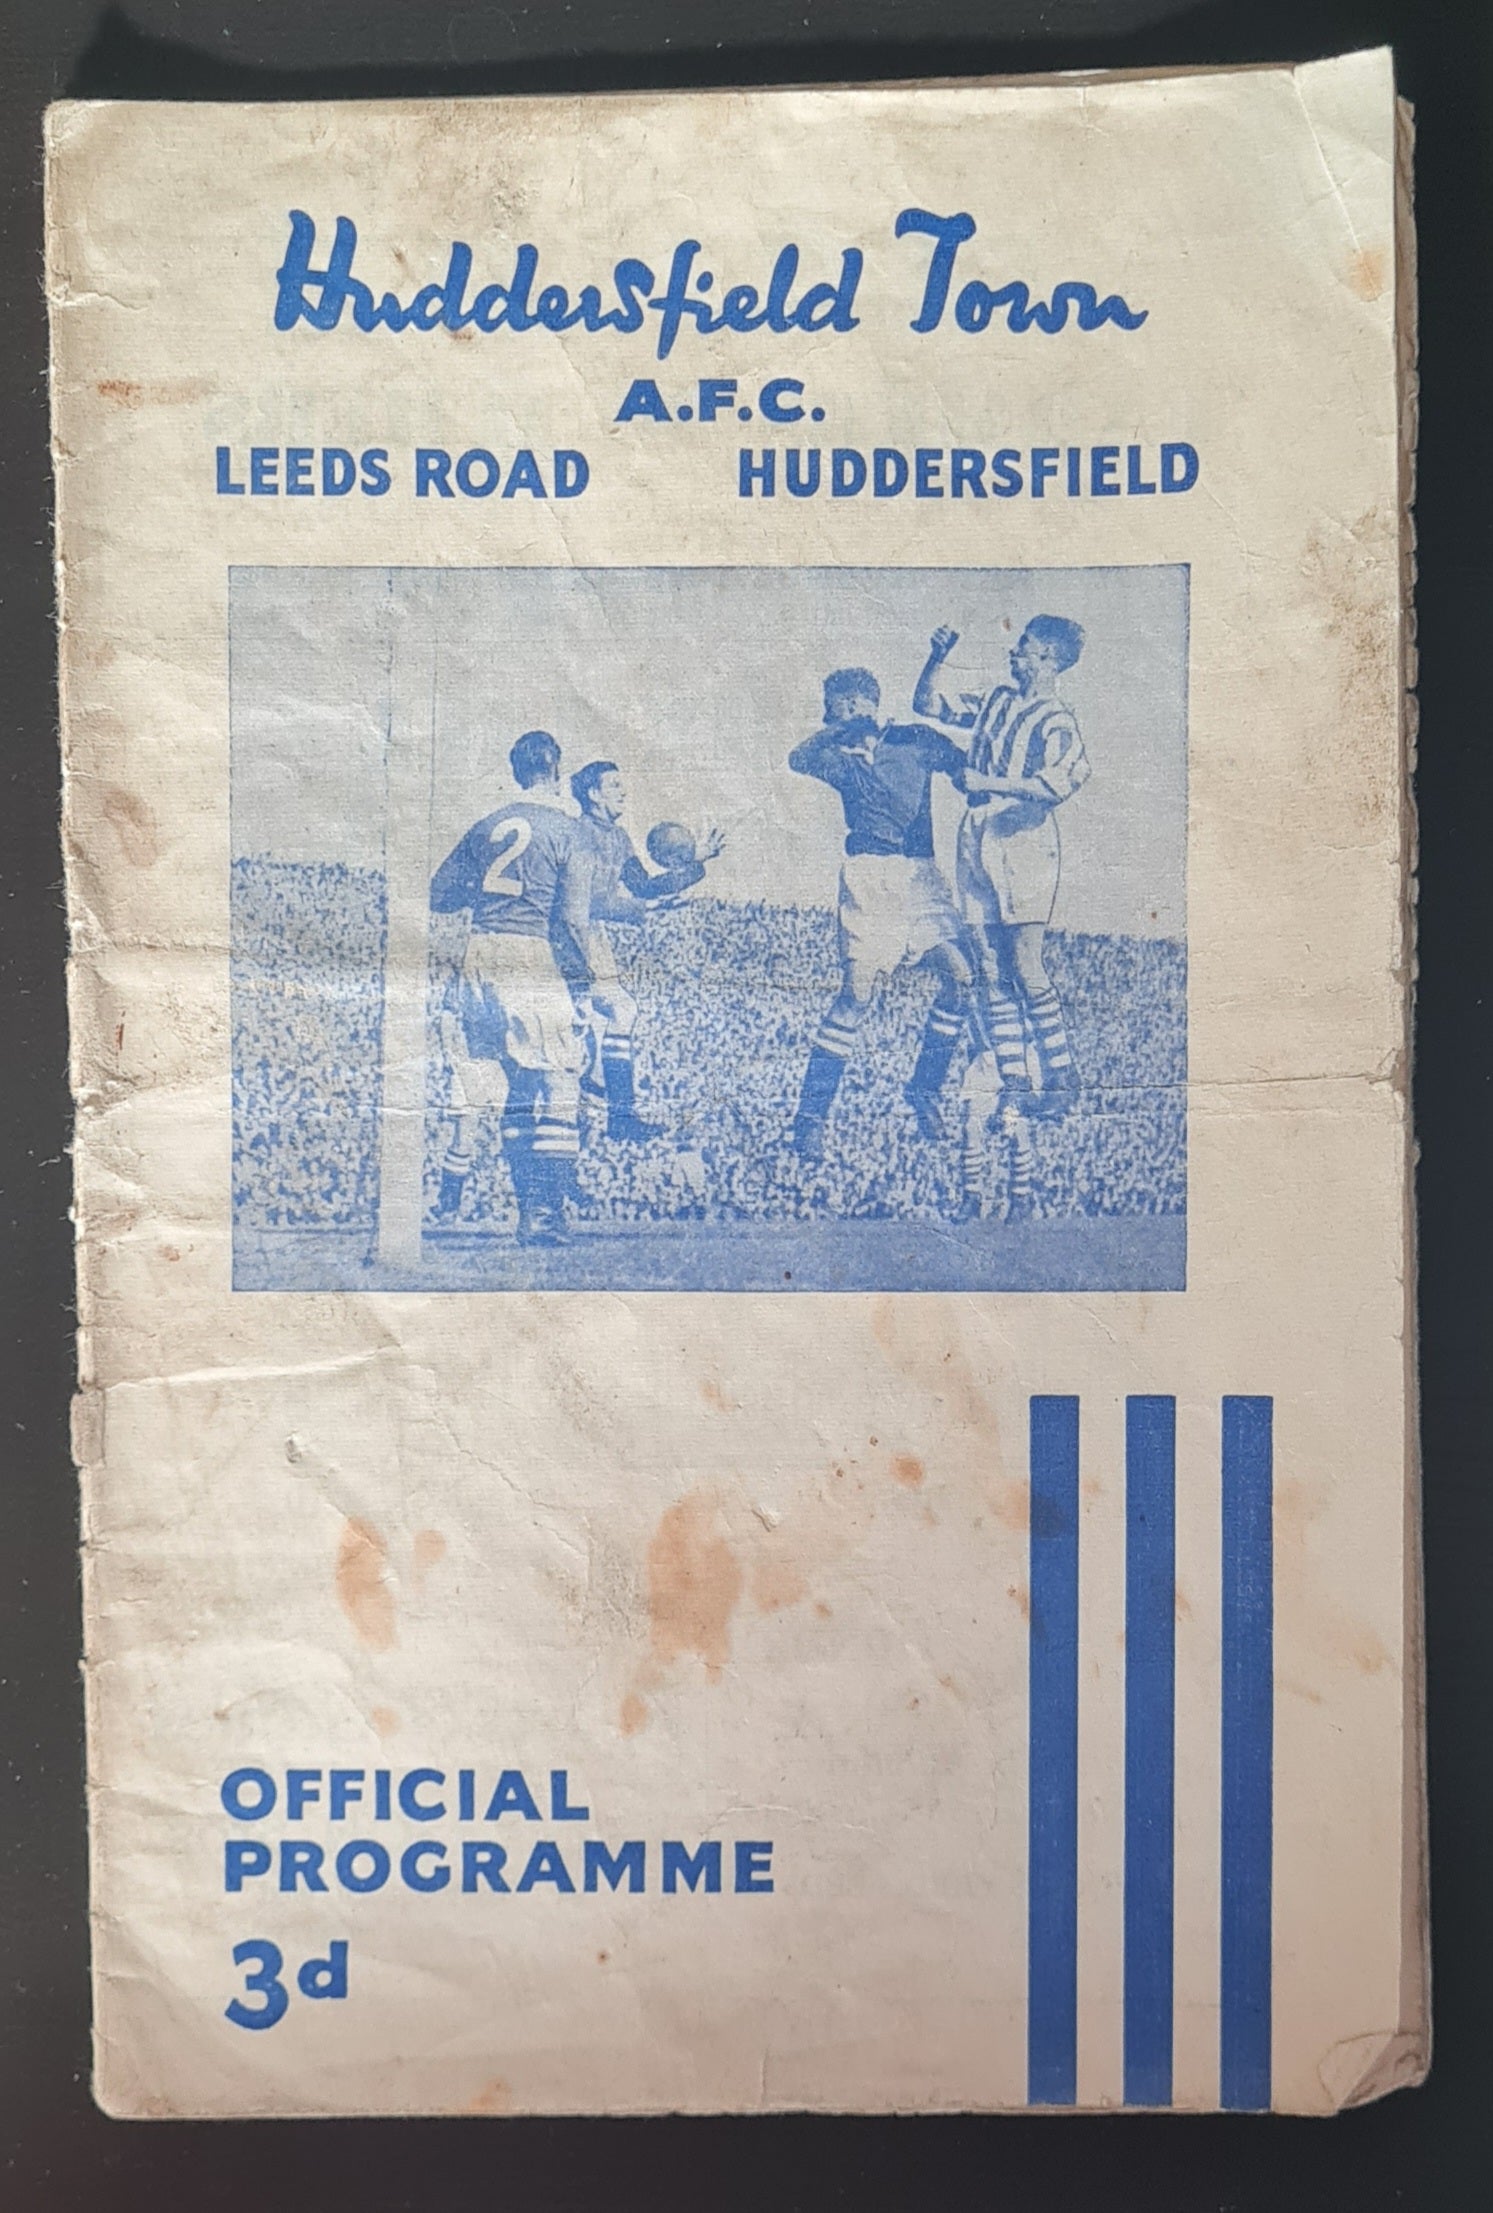 Huddersfield Town
A.F.C.
LEEDS ROAD HUDDERSFIELD
2
OFFICIAL
PROGRAMME
3d